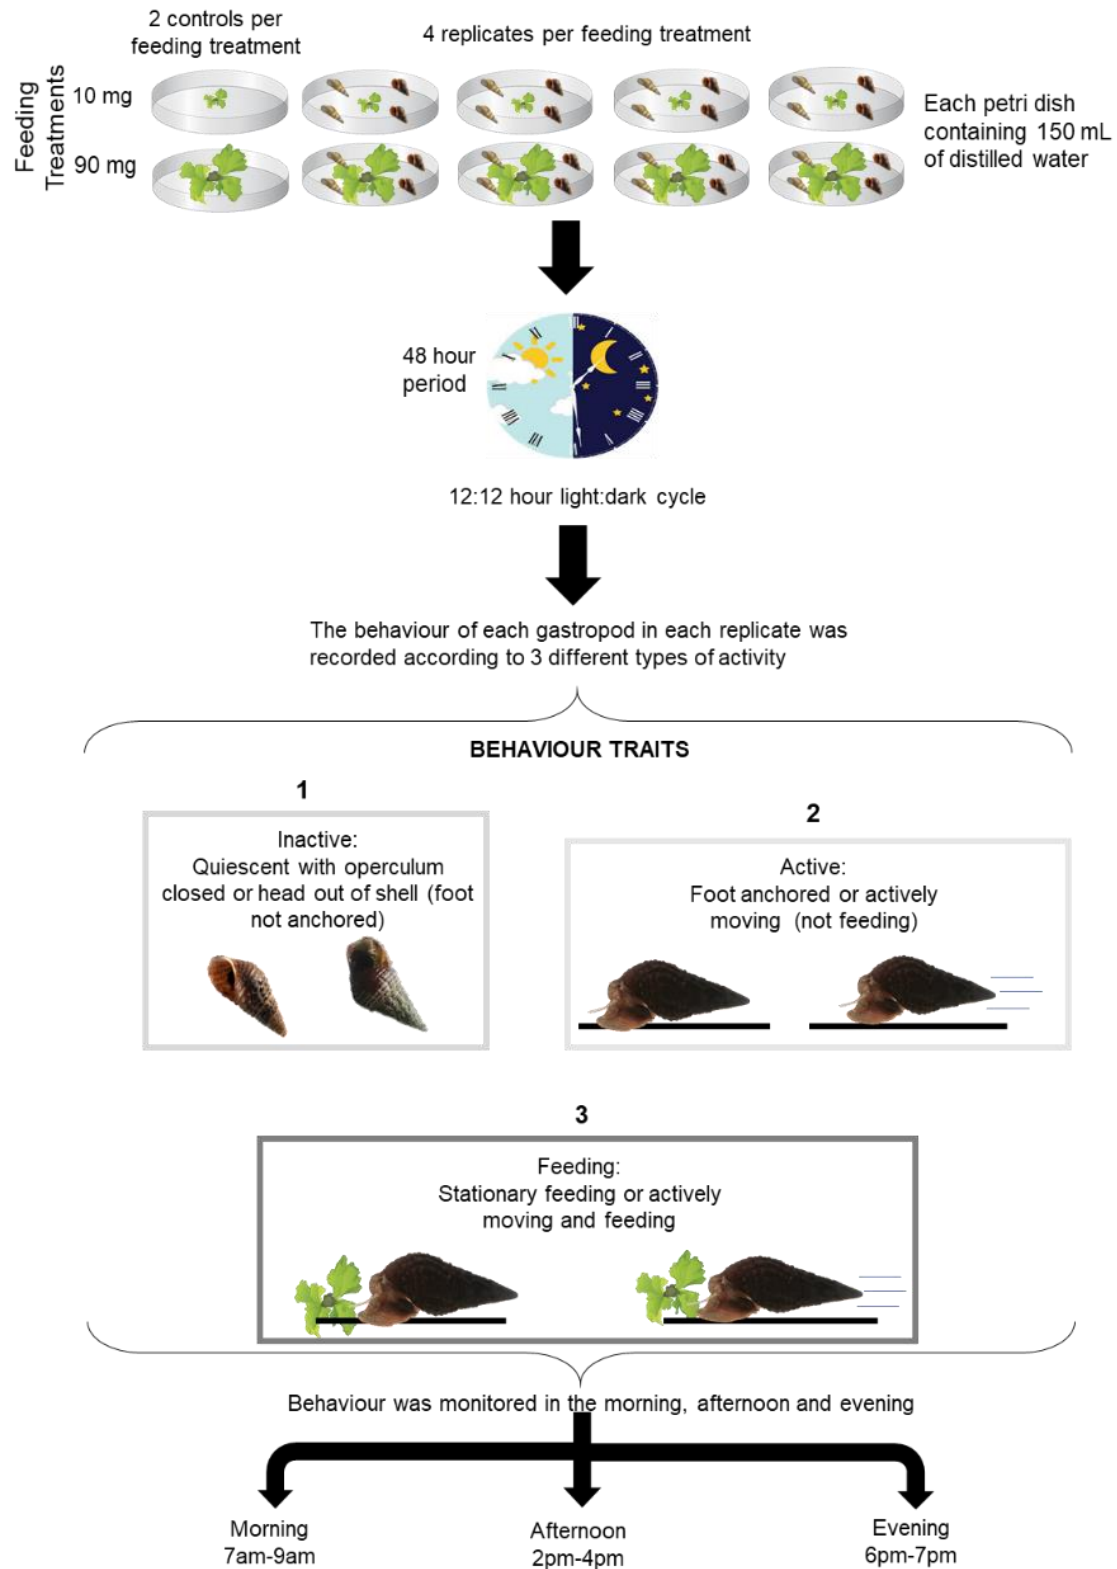 2 controls per
feeding treatment
4 replicates per feeding treatment
Feeding
Treatments
10 mg
90 mg
Each petri dish
containing 150 mL
of distilled water
48 hour
period
12:12 hour light:dark cycle
The behaviour of each gastropod in each replicate was
recorded according to 3 different types of activity
BEHAVIOUR TRAITS
1
Inactive:
Quiescent with operculum
closed or head out of shell (foot
not anchored)
2
Active:
Foot anchored or actively
moving (not feeding)
3
Feeding:
Stationary feeding or actively
moving and feeding
Behaviour was monitored in the morning, afternoon and evening
Morning
7am-9am
Afternoon
2pm-4pm
Evening
6pm-7pm